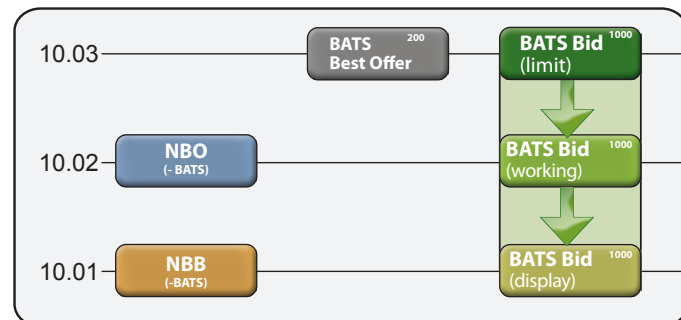 10.03
BATS 200
Best Offer
BATS Bid 1000
(limit)
10.02
NBO
(- BATS)
BATS Bid 1000
(working)
10.01
NBB
(-BATS)
BATS Bid 1000
(display)